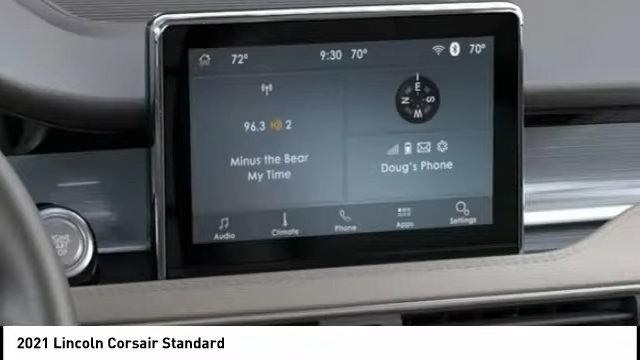 72° 9:30 70° 70°
96.3 2
Minus the Bear
My Time
E
N S
W
Doug's Phone
Audio Climate Phone Apps Settings
2021 Lincoln Corsair Standard